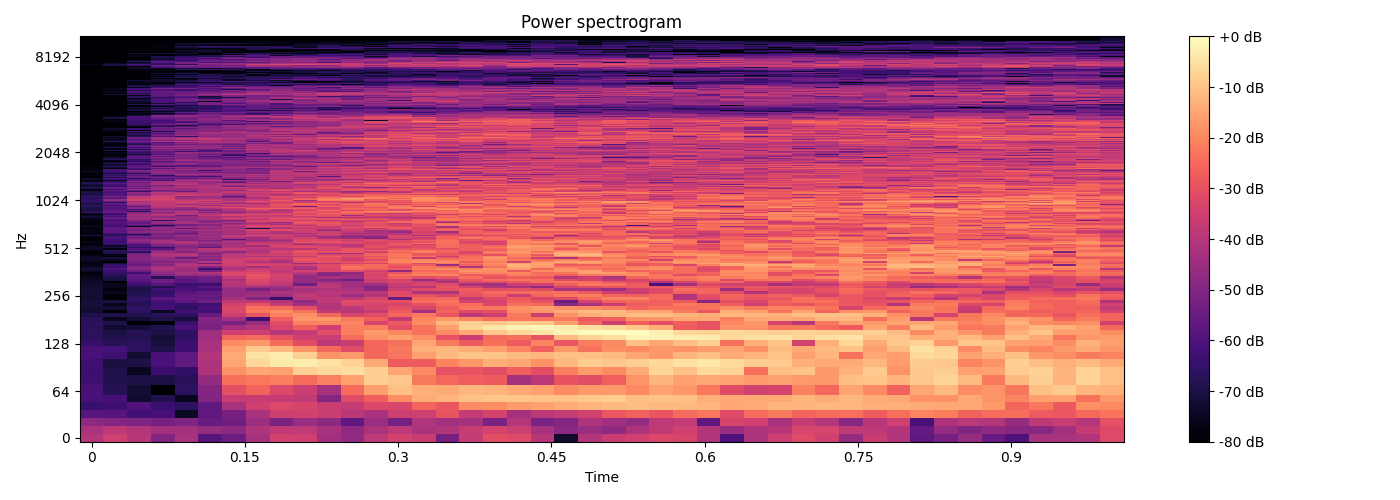 Power spectrogram
Hz
8192
4096
2048
1024
512
256
128
64
0
0 0.15 0.3 0.45 0.6 0.75 0.9
Time
+0 dB
-10 dB
-20 dB
-30 dB
-40 dB
-50 dB
-60 dB
-70 dB
-80 dB